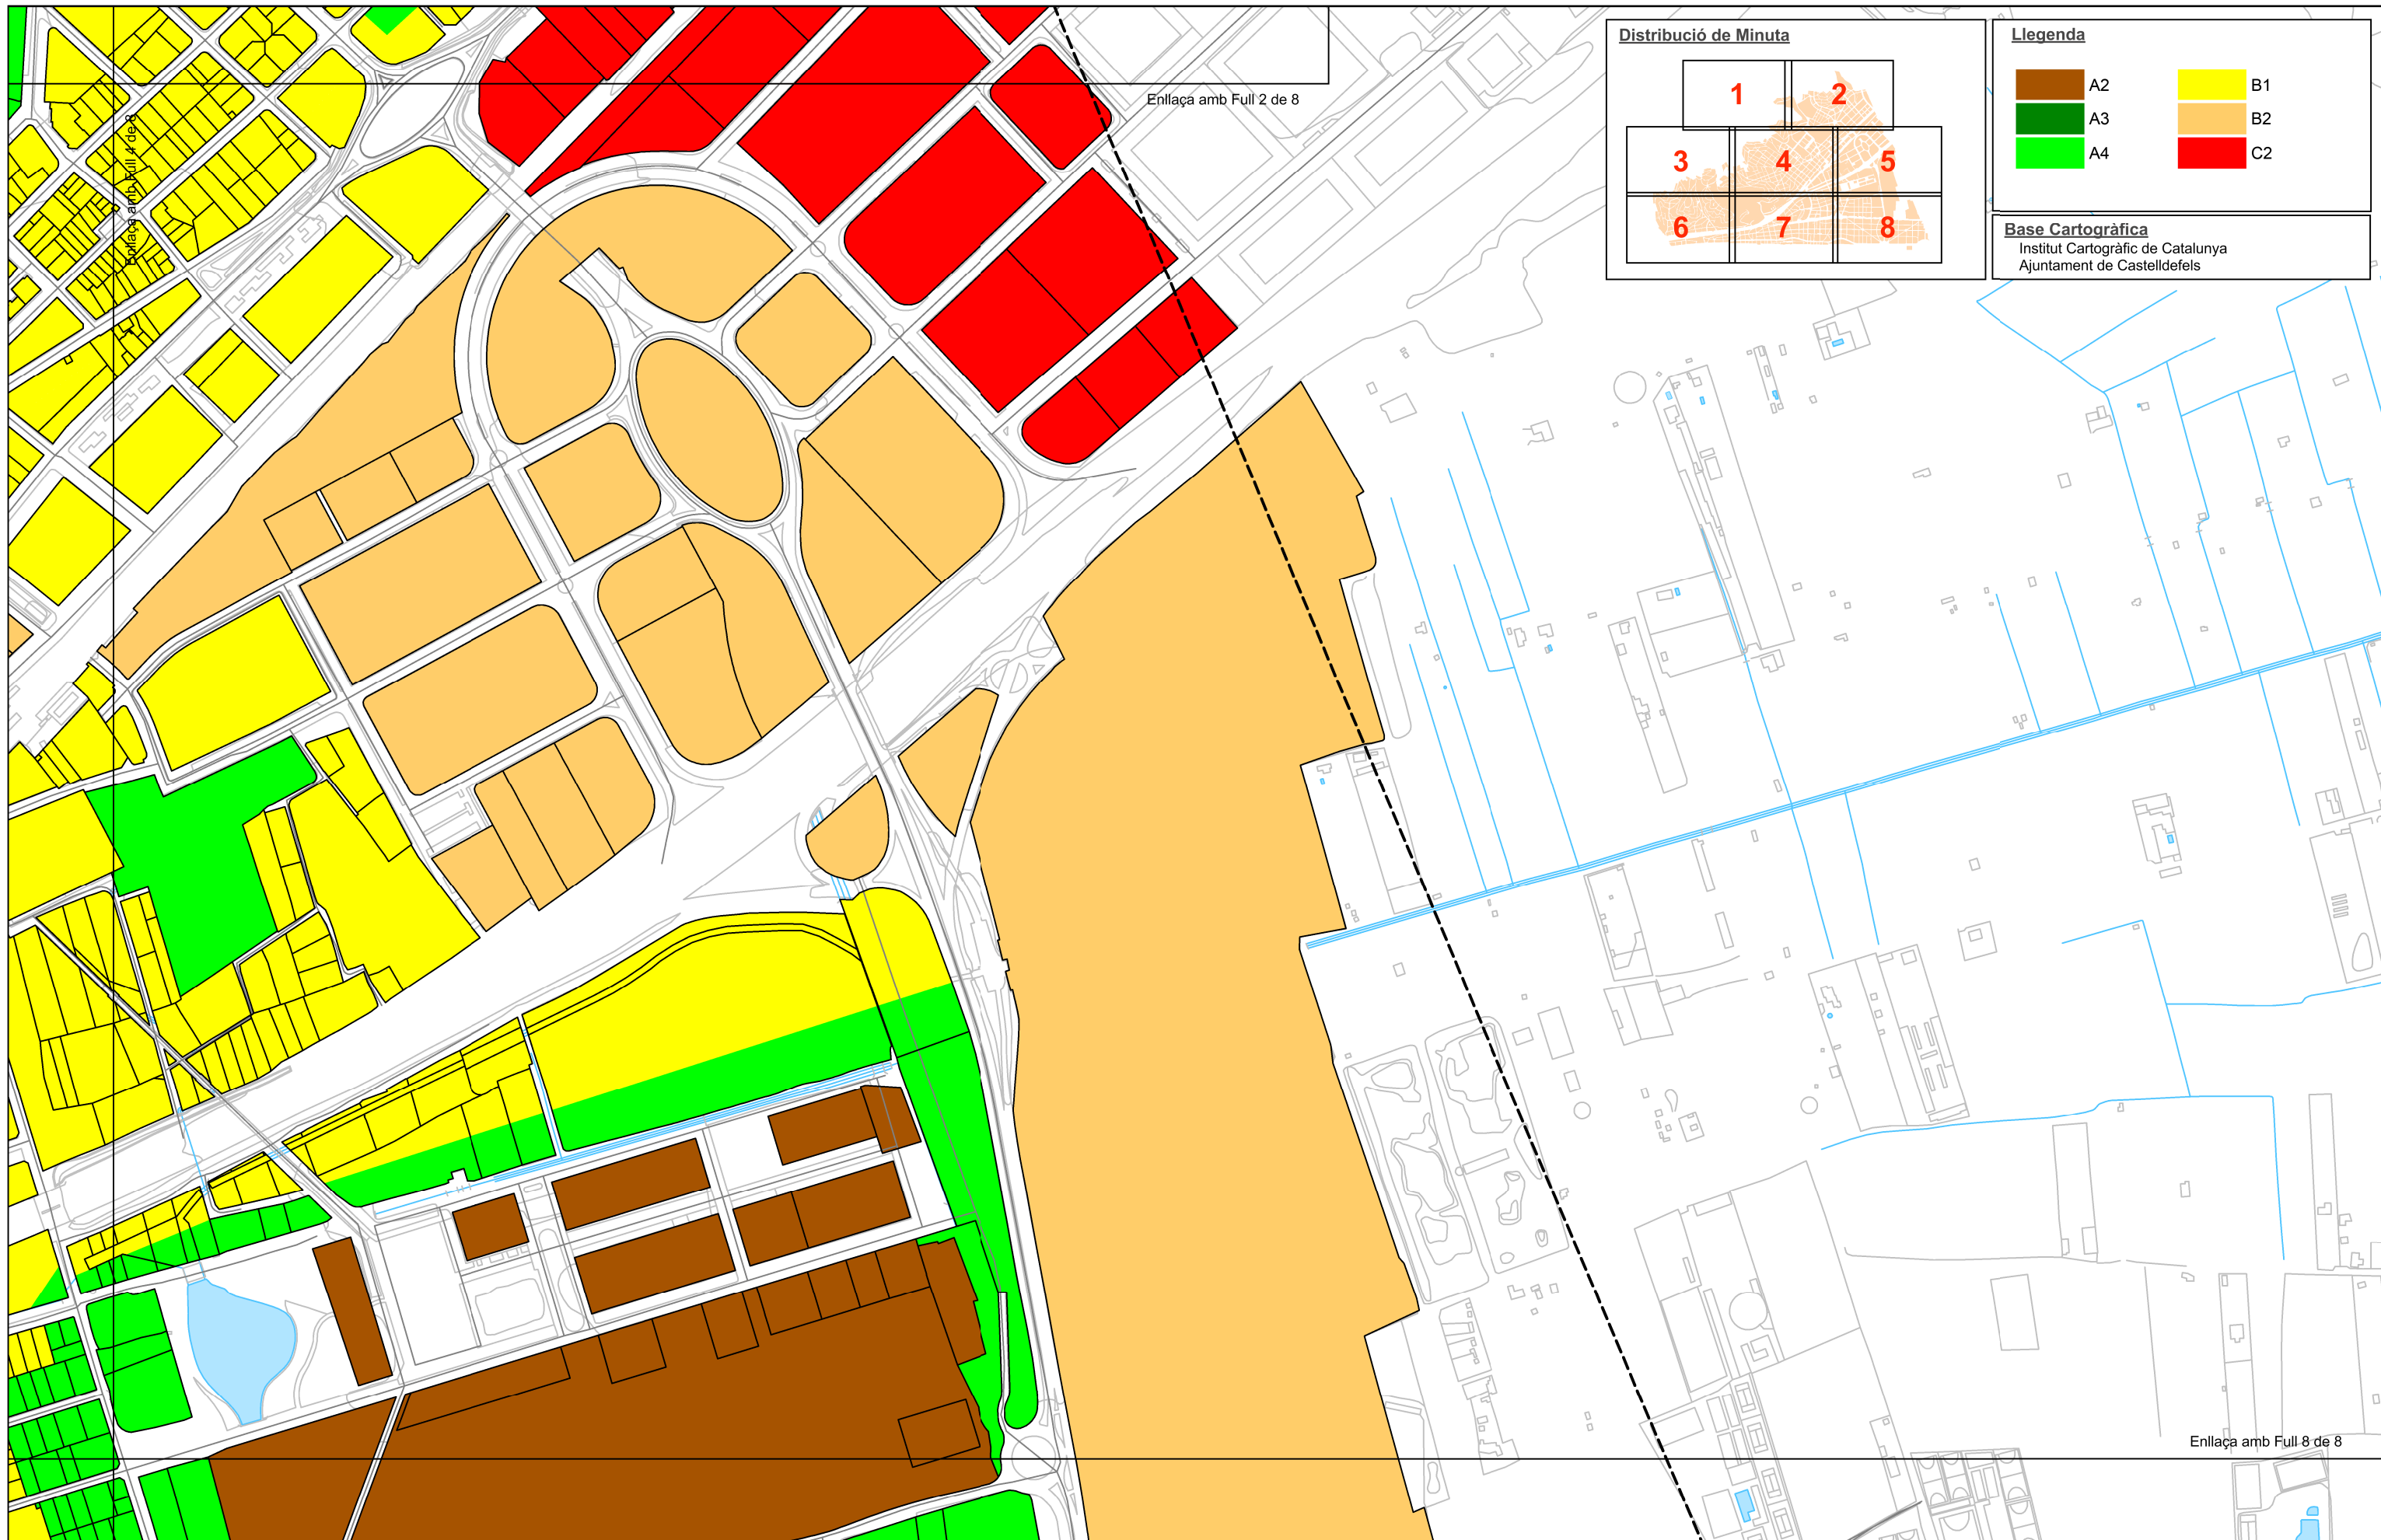 Distribució de Minuta
1
2
3
4
5
6
7
8
Llegenda
A2
B1
A3
B2
A4
C2
Base Cartogràfica
Institut Cartogràfic de Catalunya
Ajuntament de Castelldefels
Enllaça amb Full 2 de 8
Enllaça amb Full 4 de 8
Enllaça amb Full 8 de 8